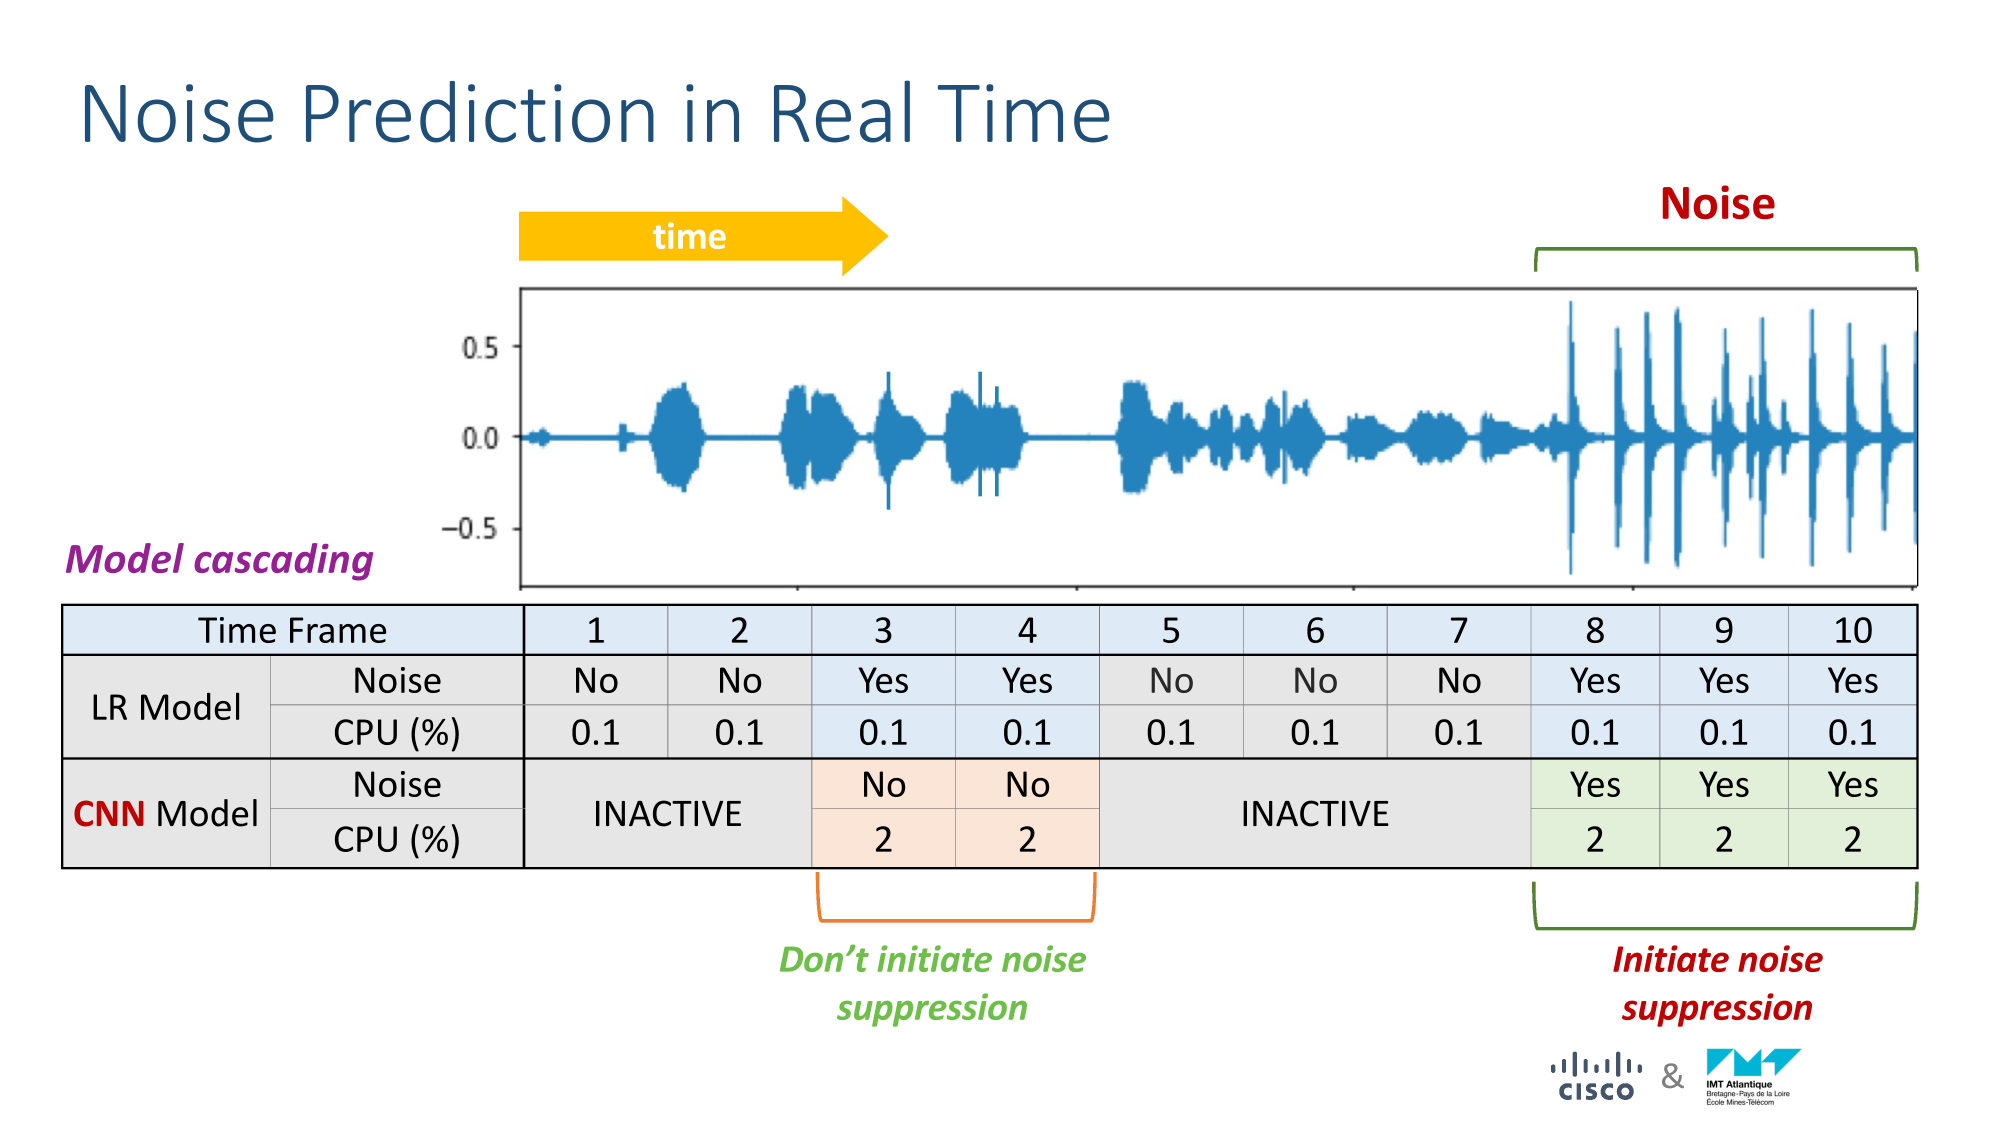 Noise Prediction in Real Time
Noise
time
0.5
0.0
−0.5
Model cascading
Time Frame 1 2 3 4 5 6 7 8 9 10
LR Model
Noise No No Yes Yes No No No Yes Yes Yes
CPU (%) 0.1 0.1 0.1 0.1 0.1 0.1 0.1 0.1 0.1 0.1
CNN Model
Noise INACTIVE No No INACTIVE Yes Yes Yes
CPU (%) 2 2 2 2 2
Don’t initiate noise
suppression
Initiate noise
suppression
CISCO & IMT Atlantique
Bretagne-Pays de la Loire
École Mines-Télécom